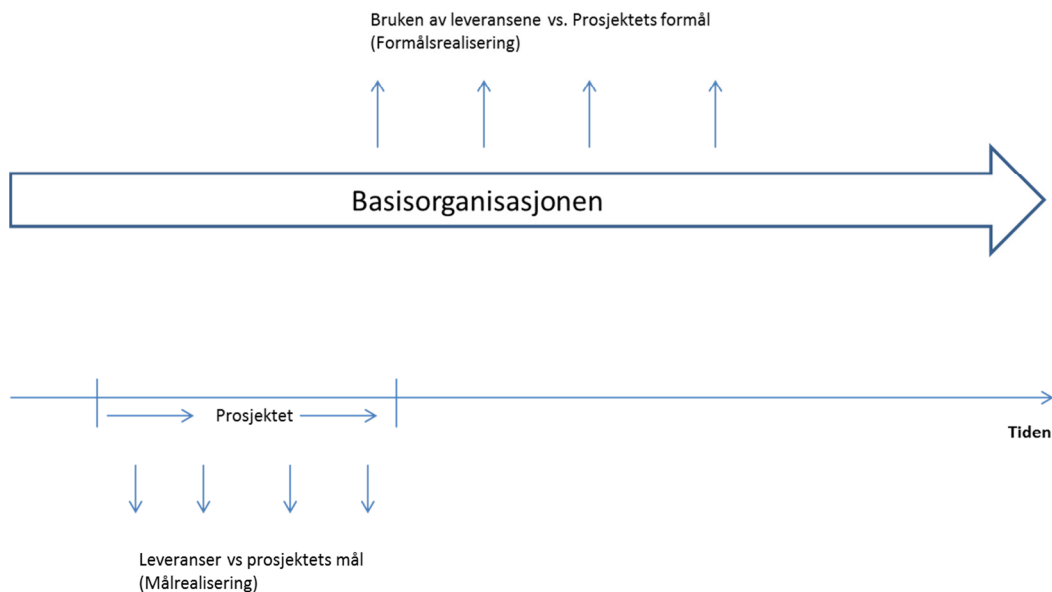 Bruken av leveransene vs. Prosjektets formål
(Formålsrealisering)
Basisorganisasjonen
Prosjektet
Tiden
Leveranser vs prosjektets mål
(Målrealisering)